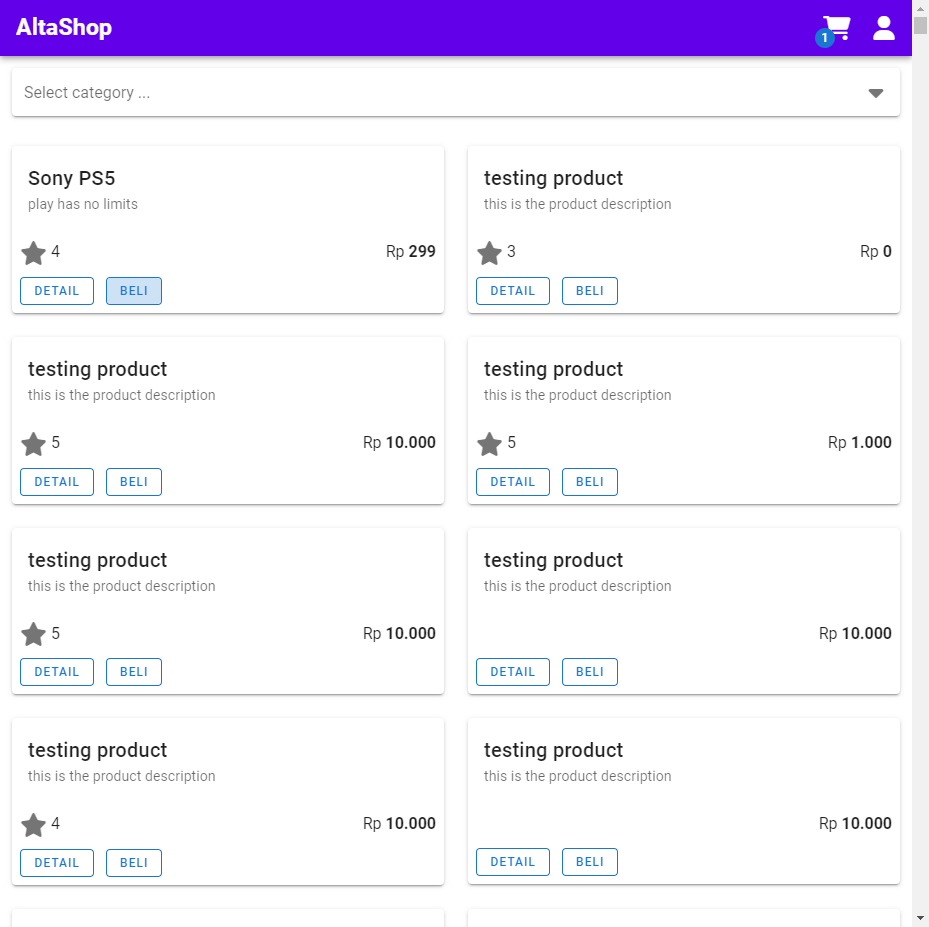 AltaShop
1
Select category ...
Sony PS5
play has no limits
4
Rp 299
DETAIL
BELI
testing product
this is the product description
3
Rp 0
DETAIL
BELI
testing product
this is the product description
5
Rp 10.000
DETAIL
BELI
testing product
this is the product description
5
Rp 1.000
DETAIL
BELI
testing product
this is the product description
5
Rp 10.000
DETAIL
BELI
testing product
this is the product description
Rp 10.000
DETAIL
BELI
testing product
this is the product description
4
Rp 10.000
DETAIL
BELI
testing product
this is the product description
Rp 10.000
DETAIL
BELI